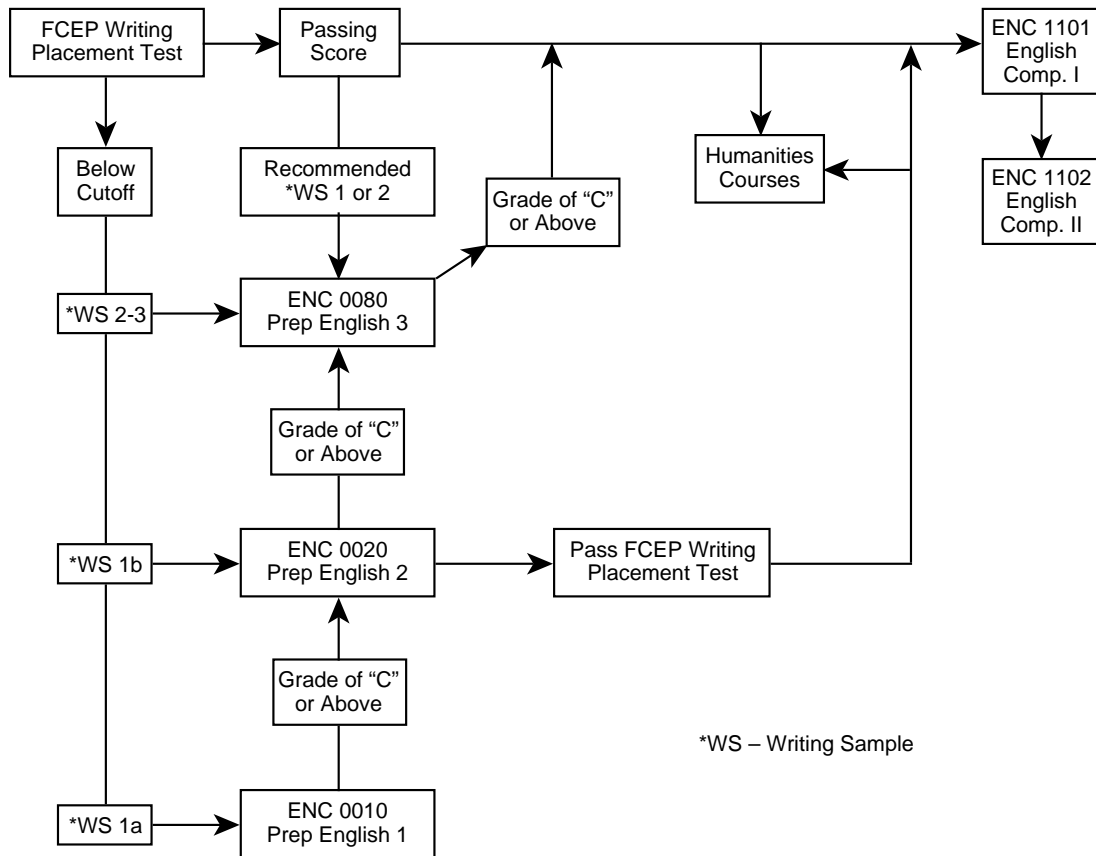 FCEP Writing
Placement Test
Passing
Score
ENC 1101
English
Comp. I
Below
Cutoff
Recommended
*WS 1 or 2
Grade of “C”
or Above
Humanities
Courses
ENC 1102
English
Comp. II
*WS 2-3
ENC 0080
Prep English 3
Grade of “C”
or Above
*WS 1b
ENC 0020
Prep English 2
Pass FCEP Writing
Placement Test
Grade of “C”
or Above
*WS – Writing Sample
*WS 1a
ENC 0010
Prep English 1